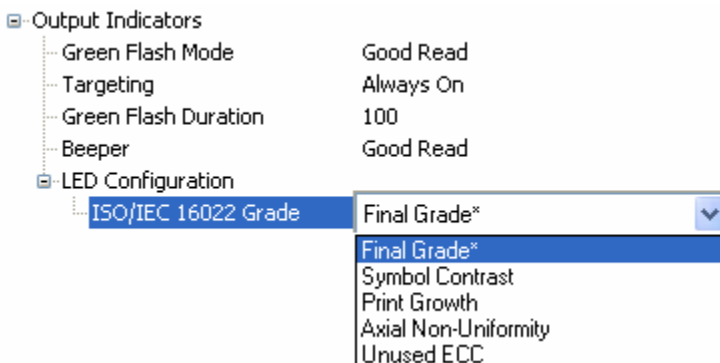 Output Indicators
Green Flash Mode Good Read
Targeting Always On
Green Flash Duration 100
Beeper Good Read
LED Configuration
ISO/IEC 16022 Grade Final Grade*
Final Grade*
Symbol Contrast
Print Growth
Axial Non-Uniformity
Unused ECC